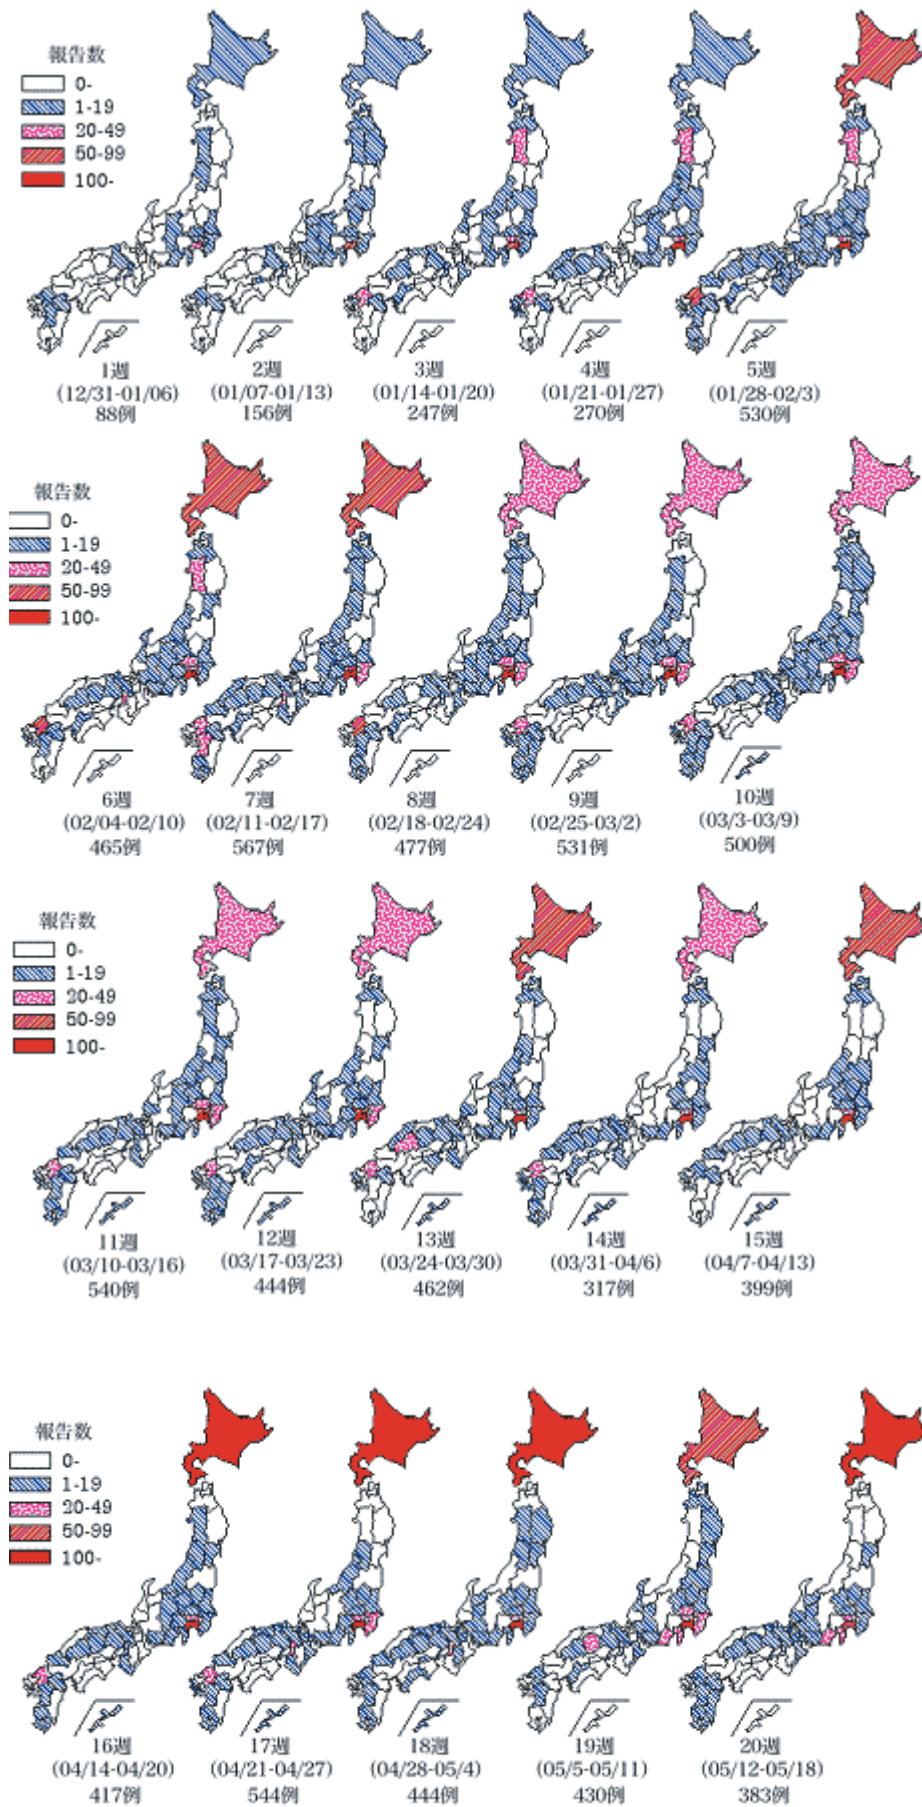 報告数
0-
1-19
20-49
50-99
100-
1週
(12/31-01/06)
88例
2週
(01/07-01/13)
156例
3週
(01/14-01/20)
247例
4週
(01/21-01/27)
270例
5週
(01/28-02/3)
530例
報告数
0-
1-19
20-49
50-99
100-
6週
(02/04-02/10)
465例
7週
(02/11-02/17)
567例
8週
(02/18-02/24)
477例
9週
(02/25-03/2)
531例
10週
(03/3-03/9)
500例
報告数
0-
1-19
20-49
50-99
100-
11週
(03/10-03/16)
540例
12週
(03/17-03/23)
444例
13週
(03/24-03/30)
462例
14週
(03/31-04/6)
317例
15週
(04/7-04/13)
399例
報告数
0-
1-19
20-49
50-99
100-
16週
(04/14-04/20)
417例
17週
(04/21-04/27)
544例
18週
(04/28-05/4)
444例
19週
(05/5-05/11)
430例
20週
(05/12-05/18)
383例